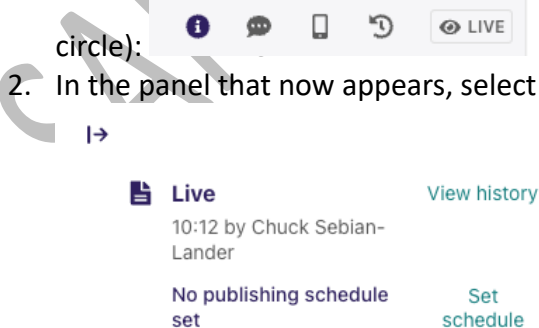 LIVE
circle):
2. In the panel that now appears, select
Live View history
10:12 by Chuck Sebian-
Lander
No publishing schedule Set
set schedule